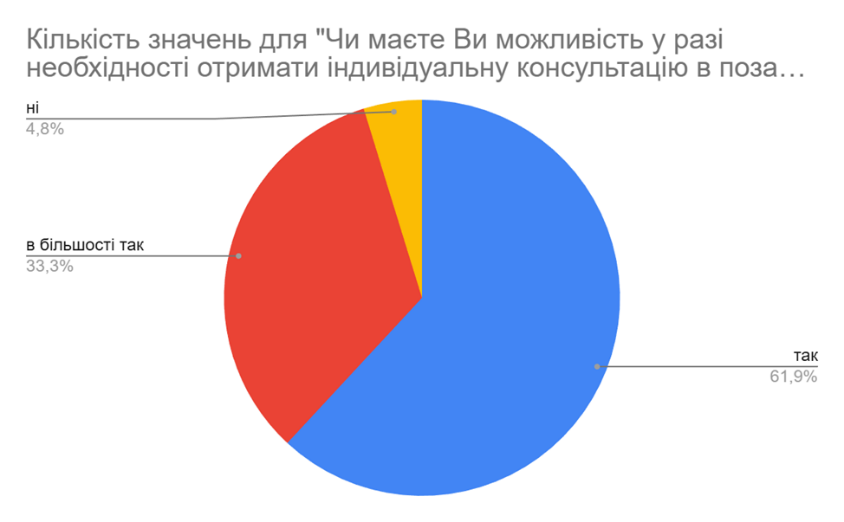 Кількість значень для "Чи маєте Ви можливість у разі
необхідності отримати індивідуальну консультацію в поза…
ні
4,8%
в більшості так
33,3%
так
61,9%